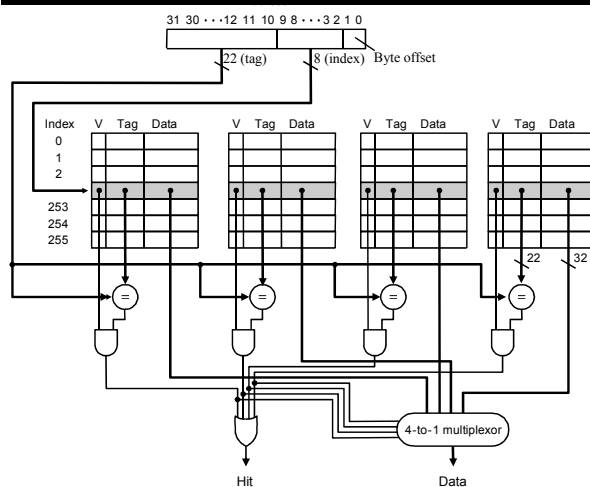 31 30 ···12 11 10 9 8 ···3 2 1 0
22 (tag)
8 (index)
Byte offset
Index V Tag Data V Tag Data V Tag Data V Tag Data
0
1
2
253
254
255
22 32
= = = =
4-to-1 multiplexor
Hit Data